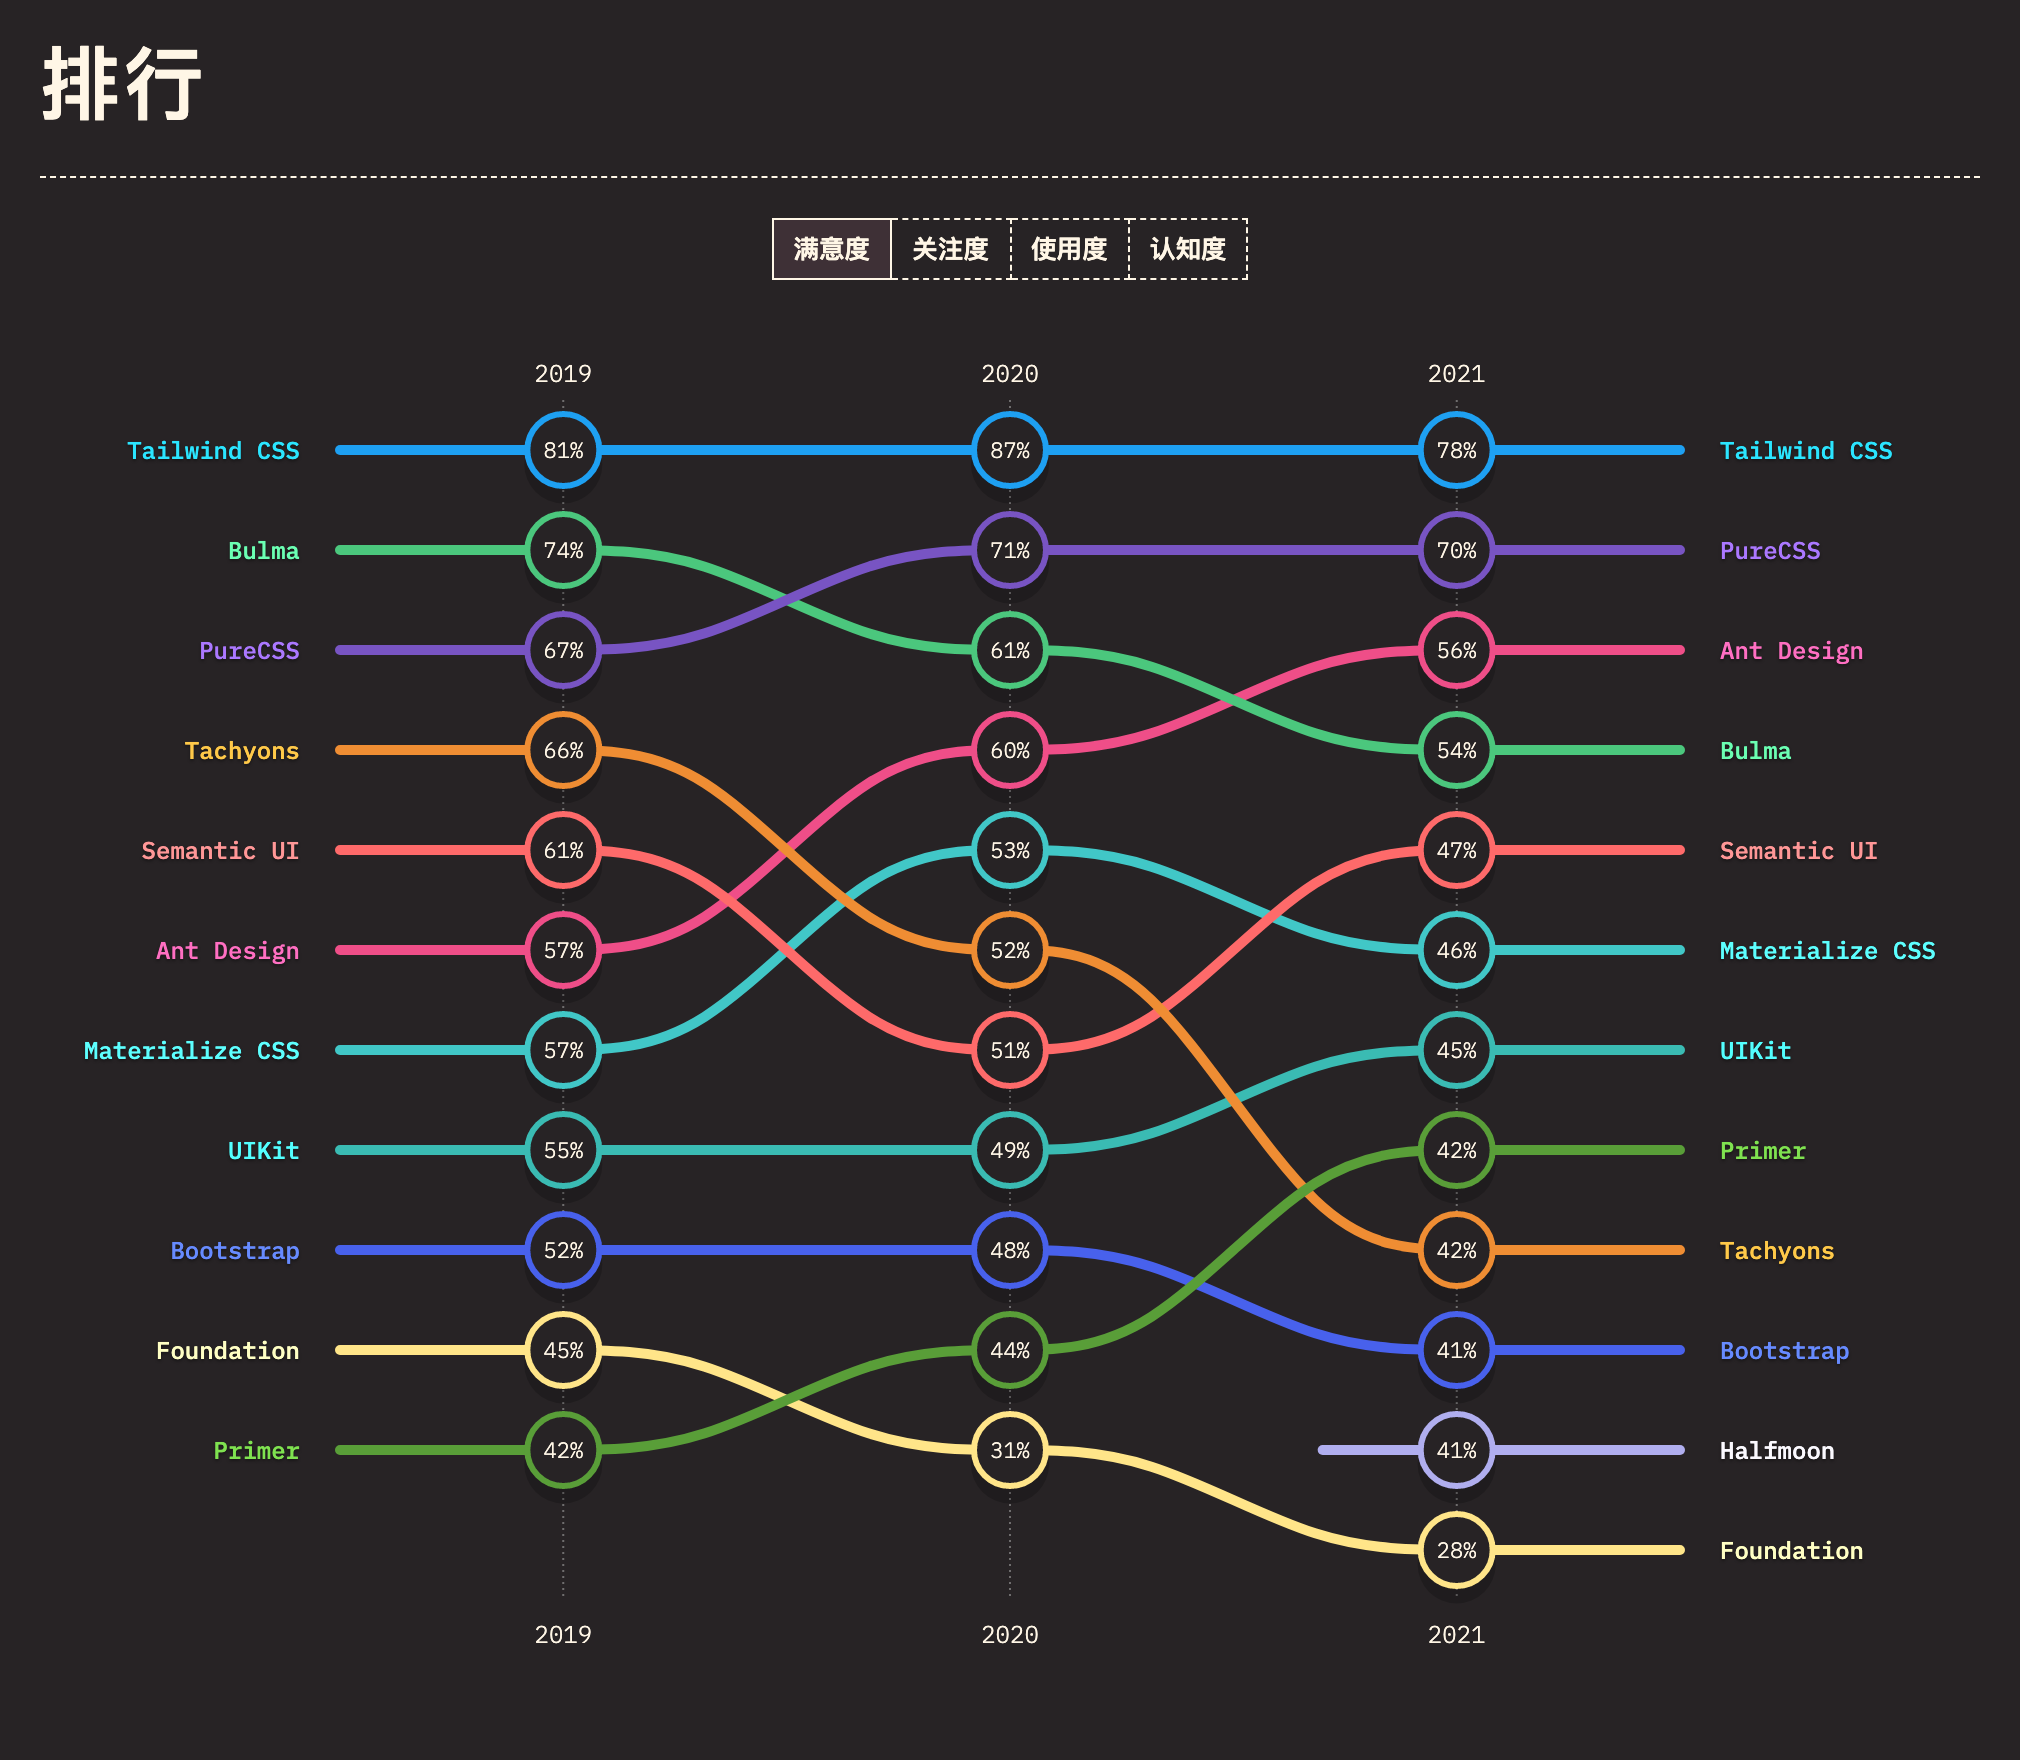 排行
满意度 关注度 使用度 认知度
2019 2020 2021
Tailwind CSS 81% 87% 78% Tailwind CSS
Bulma 74% 71% 70% PureCSS
PureCSS 67% 61% 56% Ant Design
Tachyons 66% 60% 54% Bulma
Semantic UI 61% 53% 47% Semantic UI
Ant Design 57% 52% 46% Materialize CSS
Materialize CSS 57% 51% 45% UIKit
UIKit 55% 49% 42% Primer
Bootstrap 52% 48% 42% Tachyons
Foundation 45% 44% 41% Bootstrap
Primer 42% 31% 41% Halfmoon
28% Foundation
2019 2020 2021